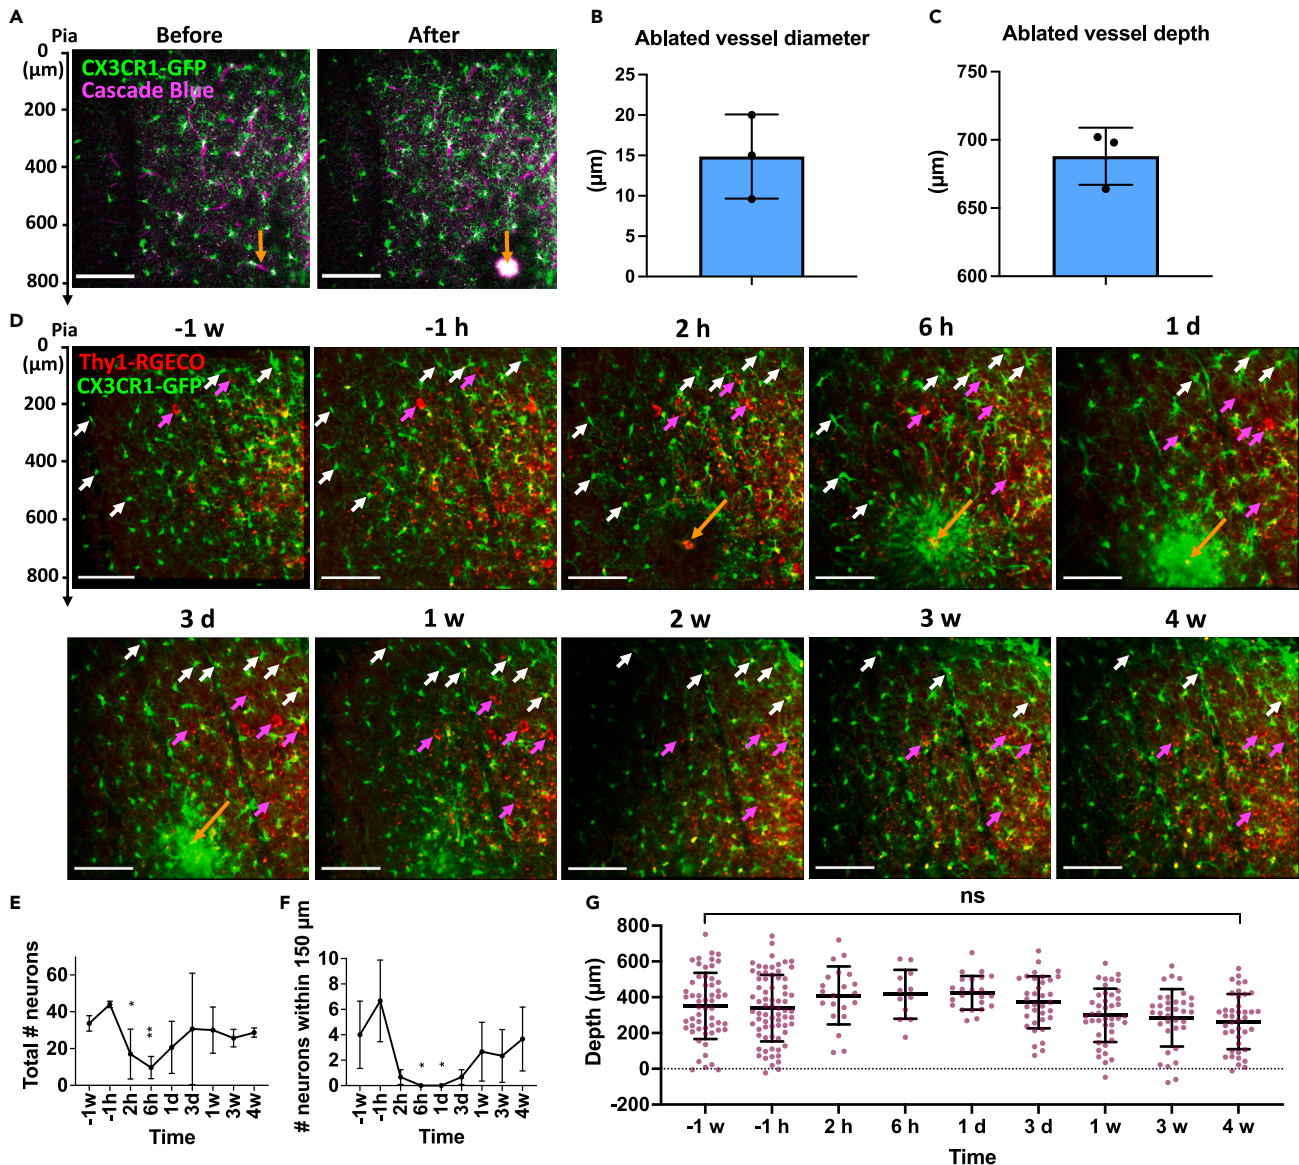 A
Pia
Before
After
0
(μm)
200
400
600
800
CX3CR1-GFP
Cascade Blue
B
Ablated vessel diameter
(μm)
25
20
15
10
5
0
C
Ablated vessel depth
(μm)
750
700
650
600
D
Pia
-1 w
-1 h
2 h
6 h
1 d
0
(μm)
200
400
600
800
Thy1-RGECO
CX3CR1-GFP
3 d
1 w
2 w
3 w
4 w
E
Total # neurons
60
40
20
0
*
**
-1w
-1h
2h
6h
1d
3d
1w
3w
4w
Time
F
# neurons within 150 μm
10
8
6
4
2
0
*
*
-1w
-1h
2h
6h
1d
3d
1w
3w
4w
Time
G
ns
Depth (μm)
800
600
400
200
0
-200
-1 w
-1 h
2 h
6 h
1 d
3 d
1 w
3 w
4 w
Time